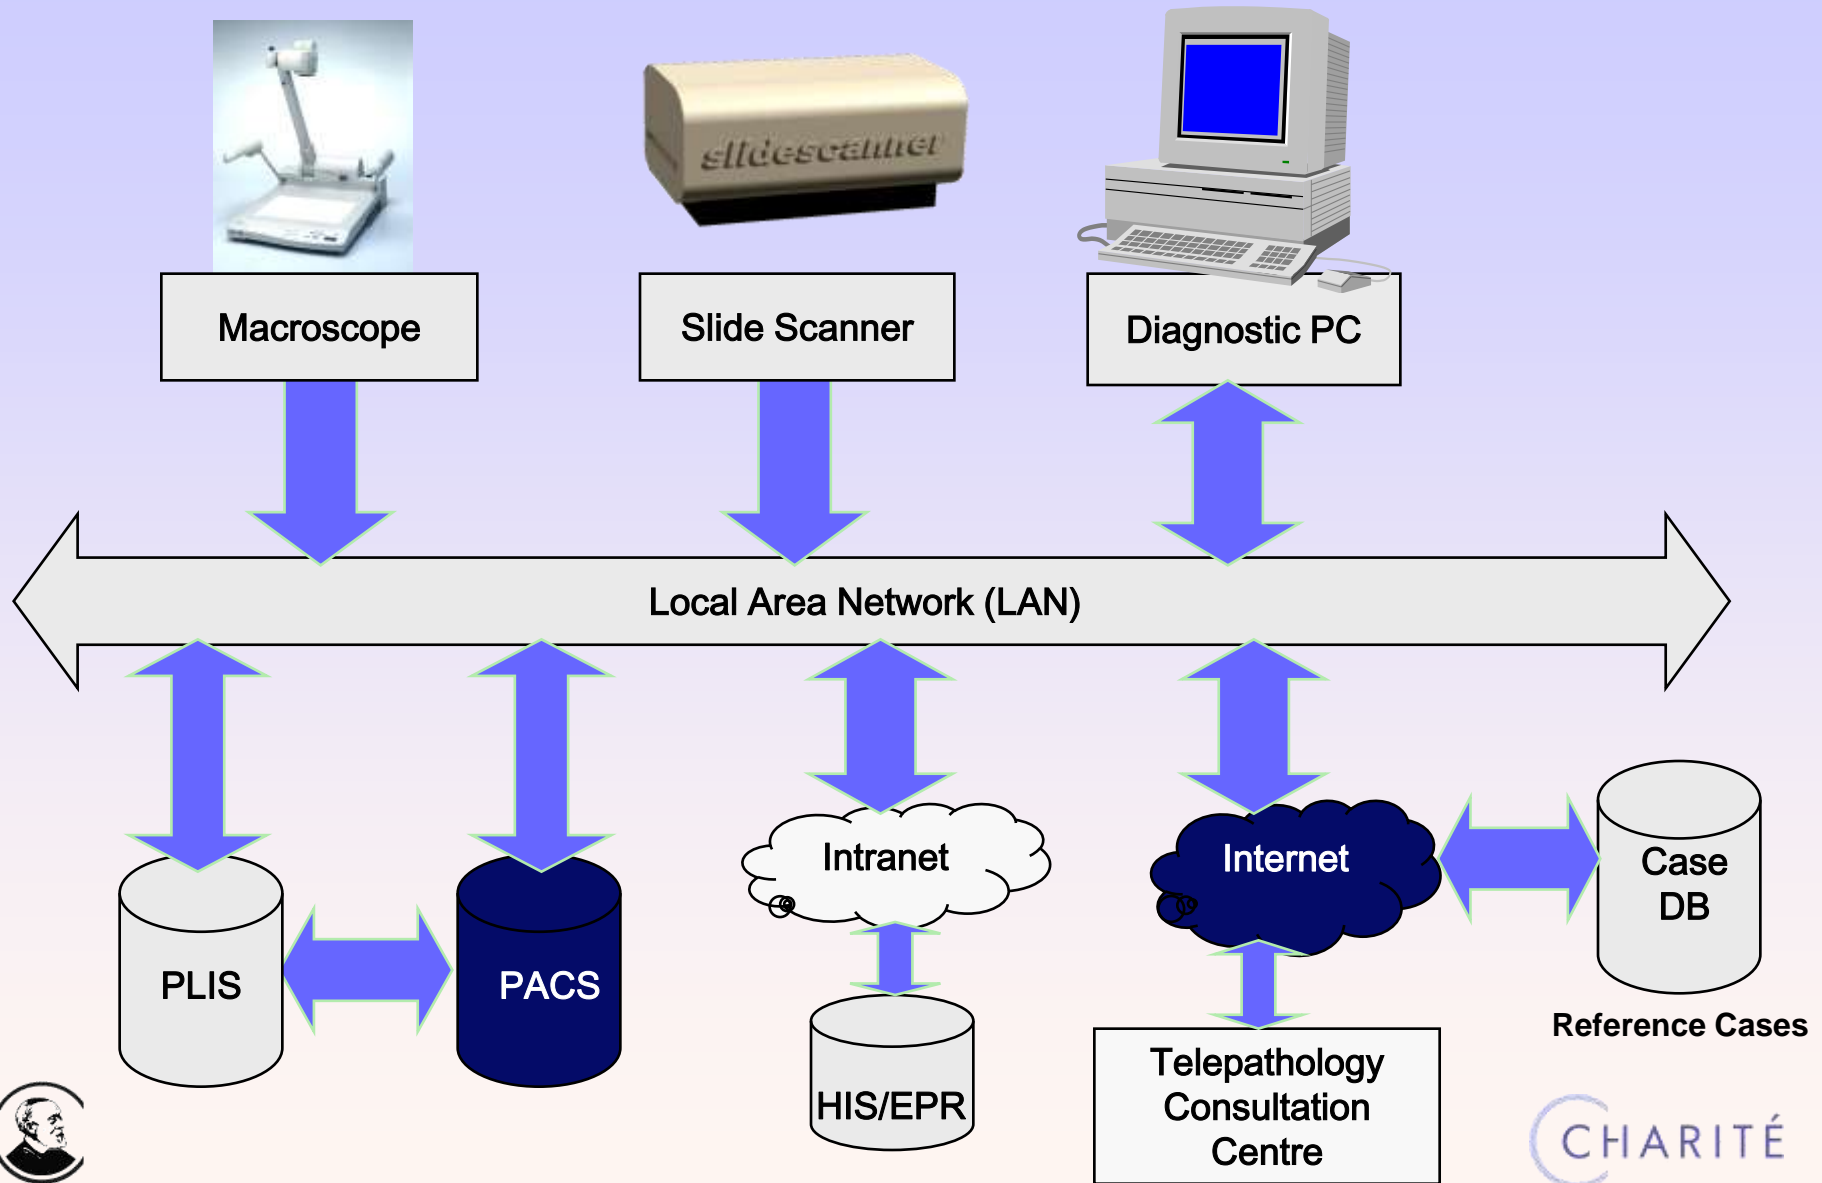 slidescanner
Macroscope
Slide Scanner
Diagnostic PC
Local Area Network (LAN)
Intranet
Internet
Case
DB
PLIS
PACS
Reference Cases
HIS/EPR
Telepathology
Consultation
Centre
CHARITÉ